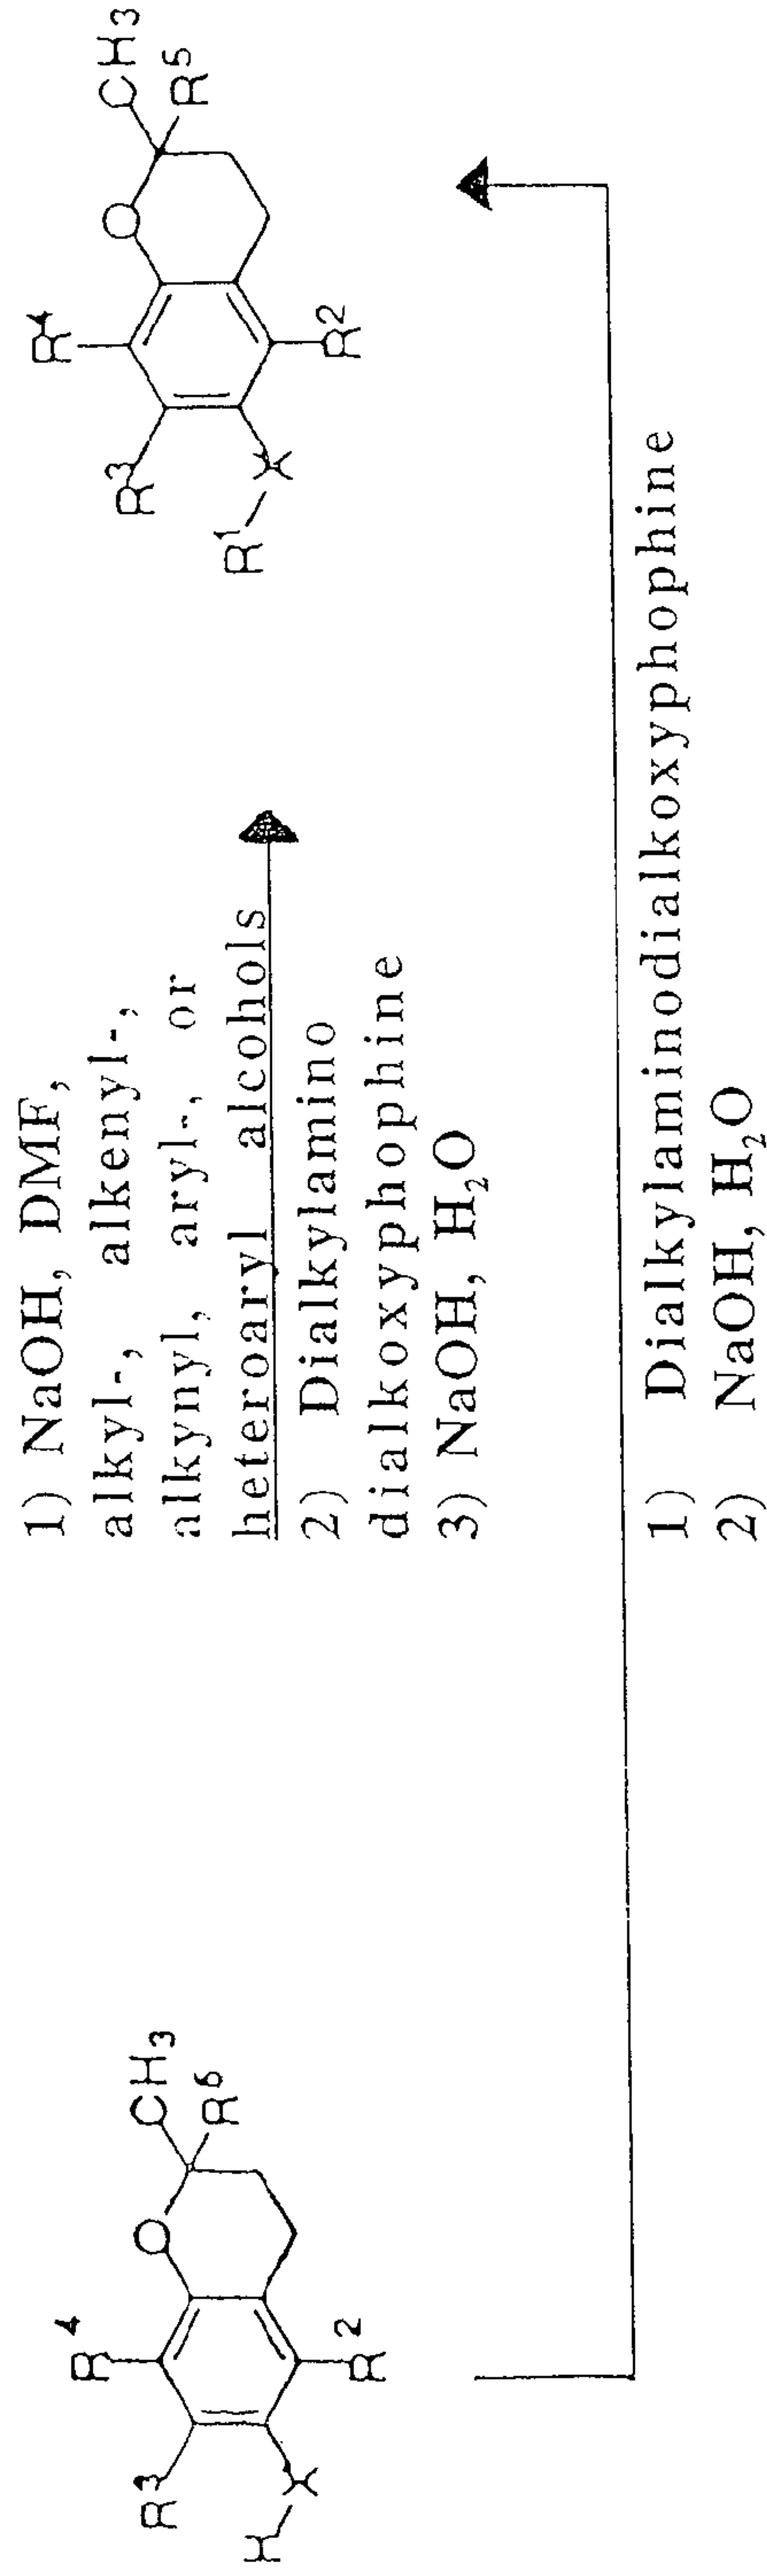 R⁴
O
CH₃
R³
R⁶
H
X
R²
1) NaOH, DMF,
alkyl-, alkenyl-,
alkynyl, aryl-, or
heteroaryl alcohols
2) Dialkylamino
dialkoxyphophine
3) NaOH, H₂O
R⁴
O
CH₃
R³
R⁵
R¹
X
R²
1) Dialkylaminodialkoxyphophine
2) NaOH, H₂O